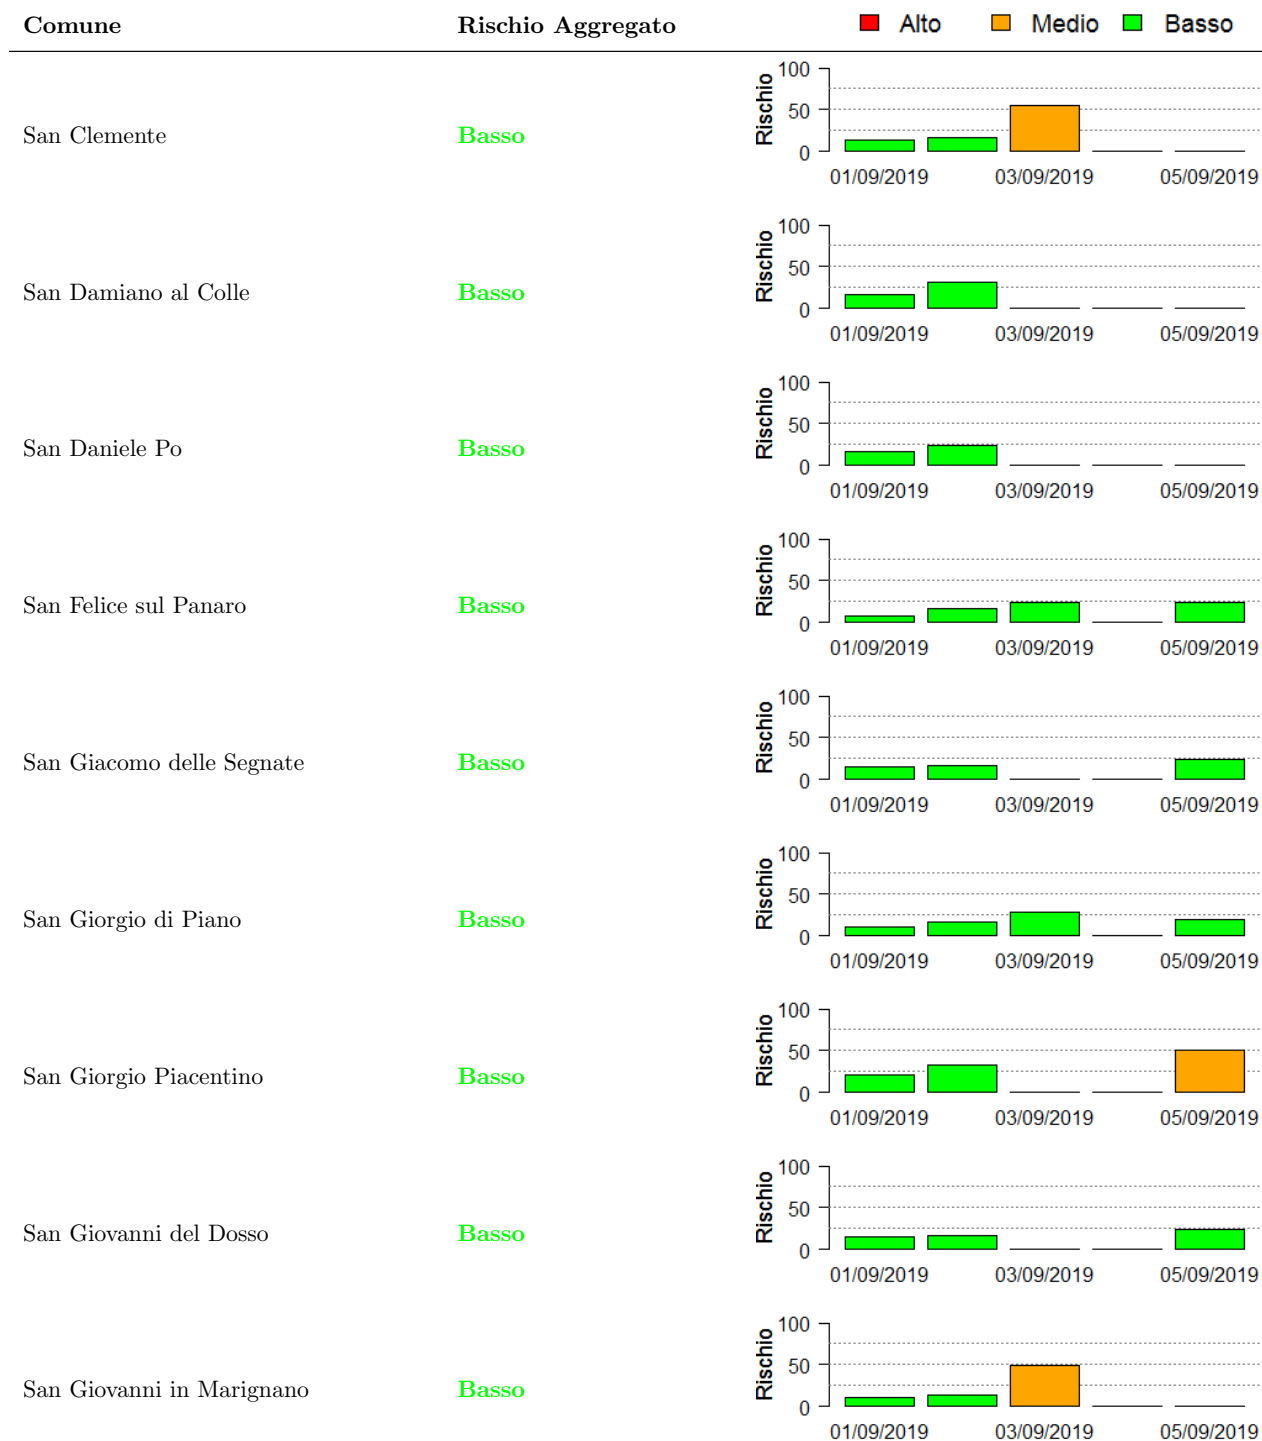 Comune Rischio Aggregato Alto Medio Basso
San Clemente Basso Rischio 100 50 0
01/09/2019 03/09/2019 05/09/2019
San Damiano al Colle Basso Rischio 100 50 0
01/09/2019 03/09/2019 05/09/2019
San Daniele Po Basso Rischio 100 50 0
01/09/2019 03/09/2019 05/09/2019
San Felice sul Panaro Basso Rischio 100 50 0
01/09/2019 03/09/2019 05/09/2019
San Giacomo delle Segnate Basso Rischio 100 50 0
01/09/2019 03/09/2019 05/09/2019
San Giorgio di Piano Basso Rischio 100 50 0
01/09/2019 03/09/2019 05/09/2019
San Giorgio Piacentino Basso Rischio 100 50 0
01/09/2019 03/09/2019 05/09/2019
San Giovanni del Dosso Basso Rischio 100 50 0
01/09/2019 03/09/2019 05/09/2019
San Giovanni in Marignano Basso Rischio 100 50 0
01/09/2019 03/09/2019 05/09/2019